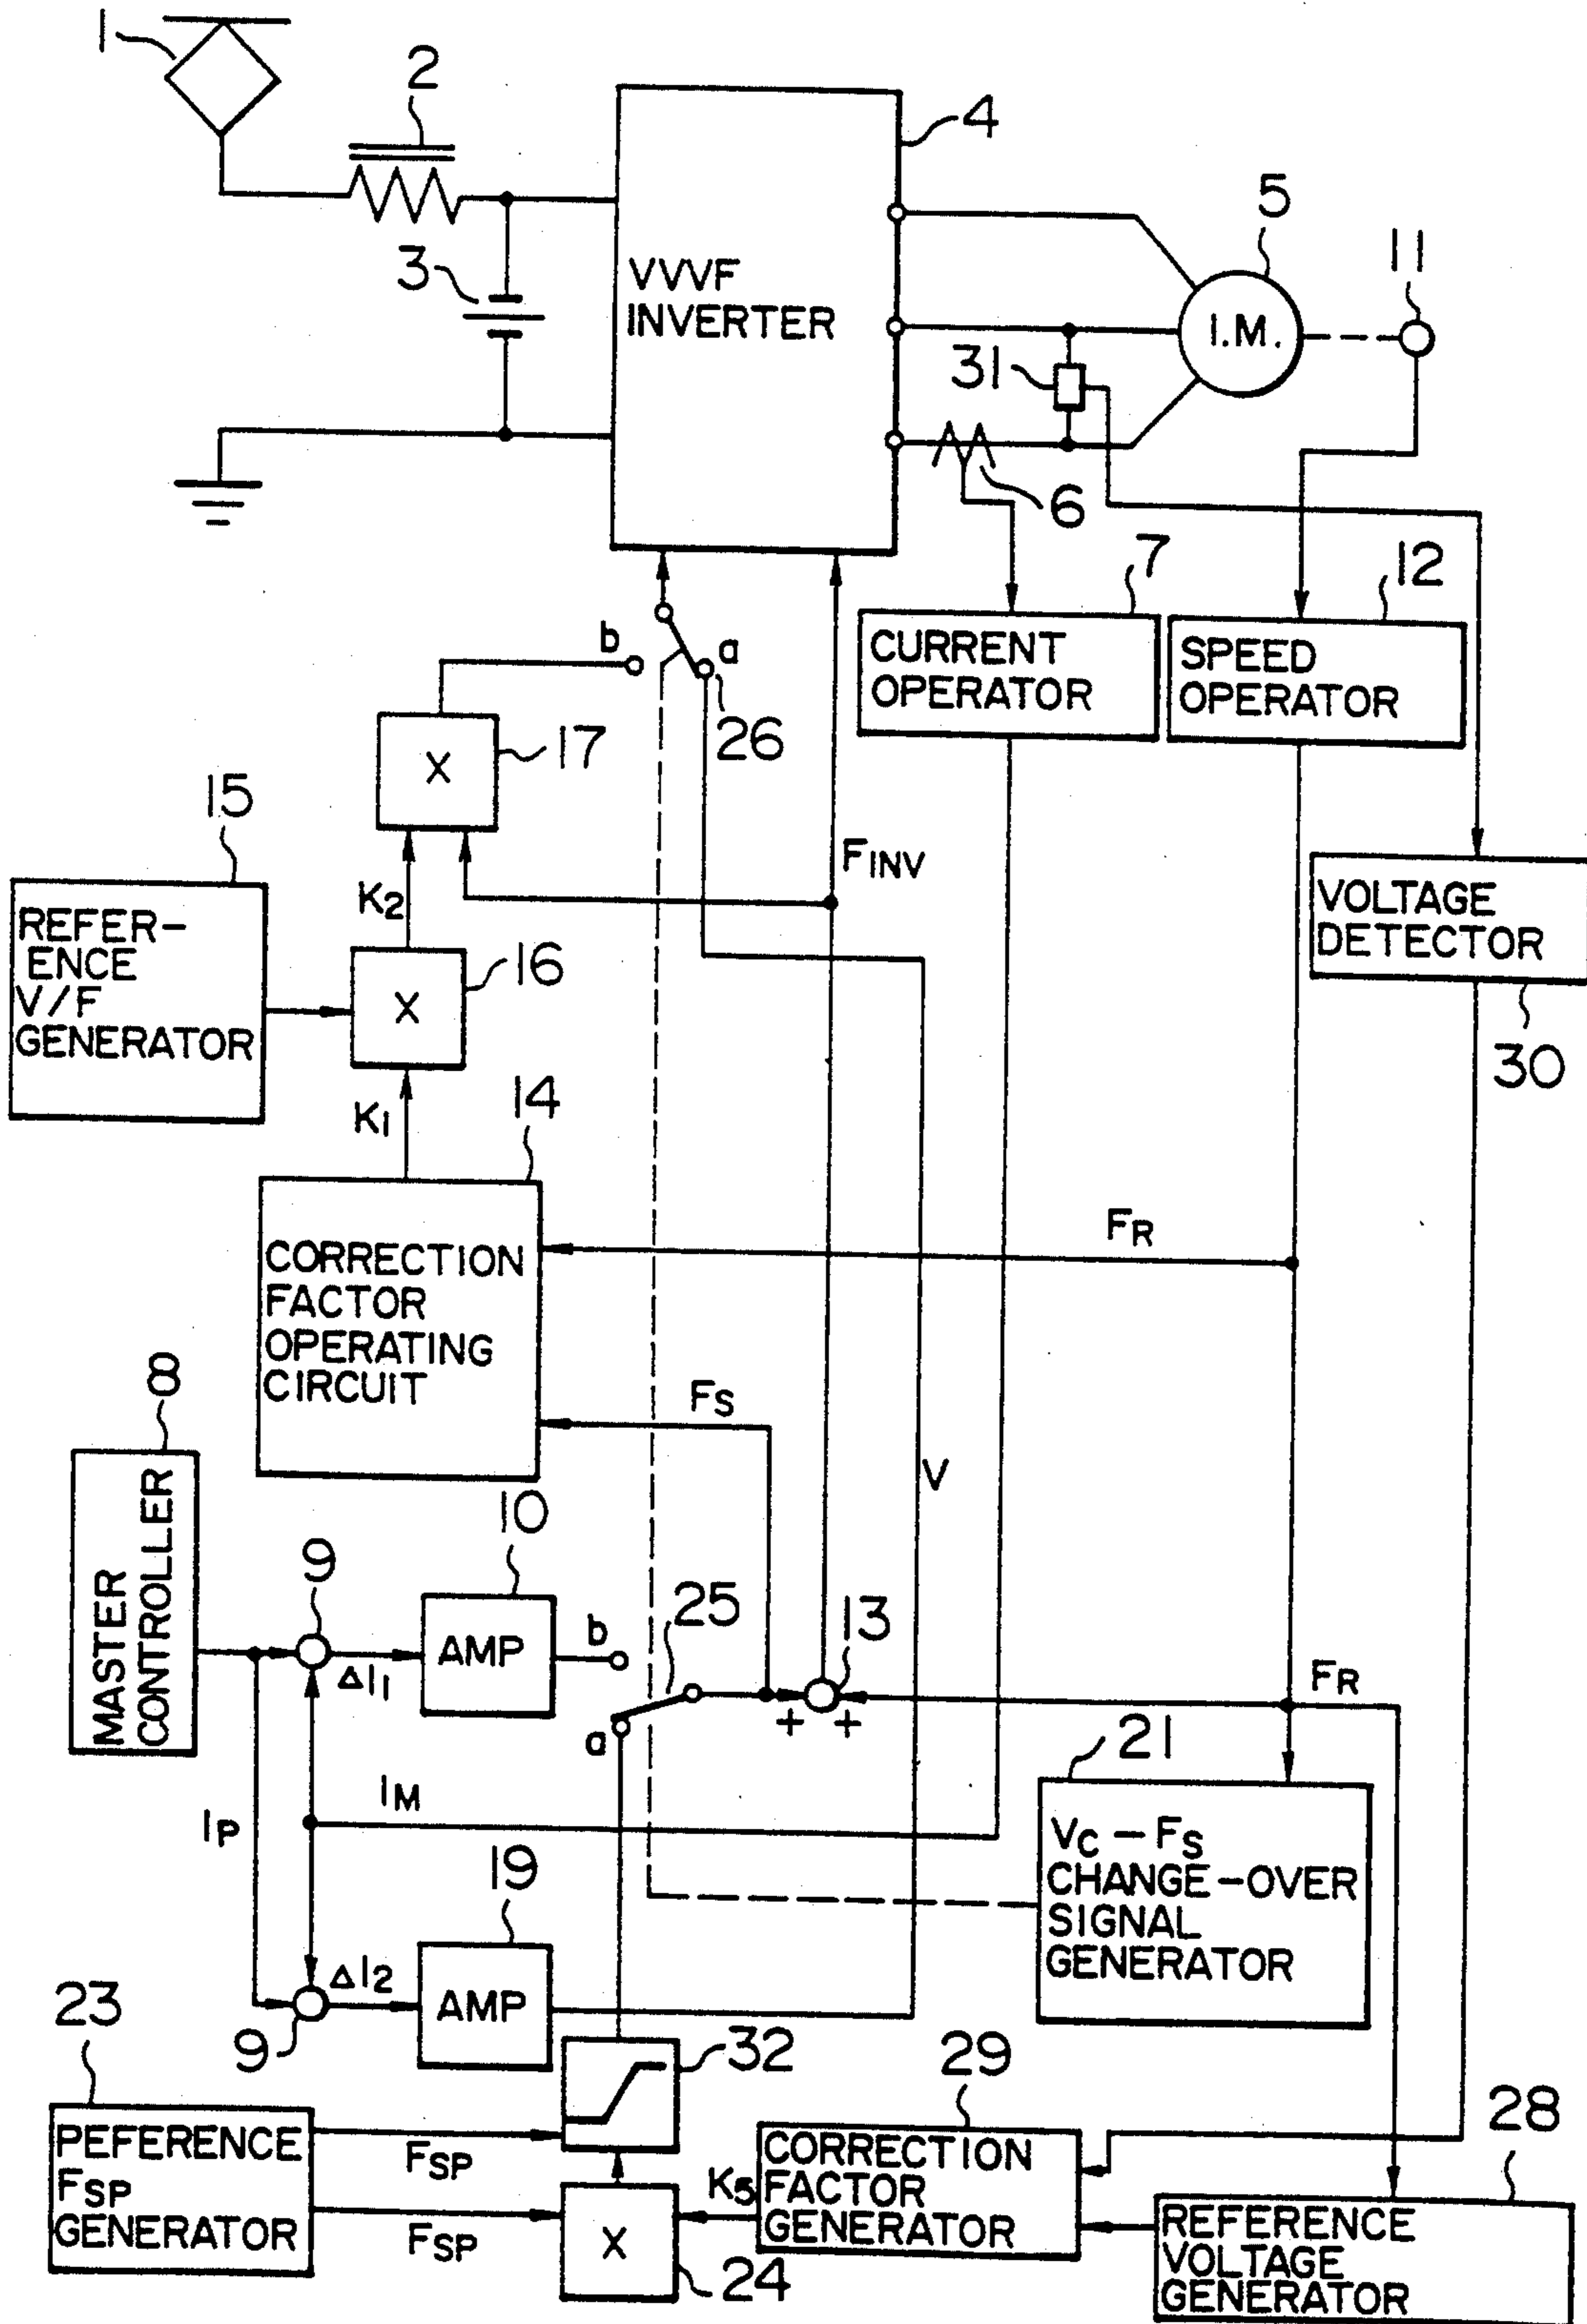 1
2
4
3
VVVF
INVERTER
5
11
I.M.
31
6
7
12
CURRENT
OPERATOR
SPEED
OPERATOR
b
a
26
X
17
15
REFER-
ENCE
V/F
GENERATOR
K2
FINV
X
16
VOLTAGE
DETECTOR
30
K1
14
CORRECTION
FACTOR
OPERATING
CIRCUIT
FR
FS
V
8
MASTER
CONTROLLER
9
ΔI1
10
AMP
b
25
a
13
+
+
FR
21
VC - FS
CHANGE-OVER
SIGNAL
GENERATOR
IP
IM
19
ΔI2
AMP
9
32
23
PEFERENCE
FSP
GENERATOR
FSP
FSP
X
24
K5
29
CORRECTION
FACTOR
GENERATOR
28
REFERENCE
VOLTAGE
GENERATOR